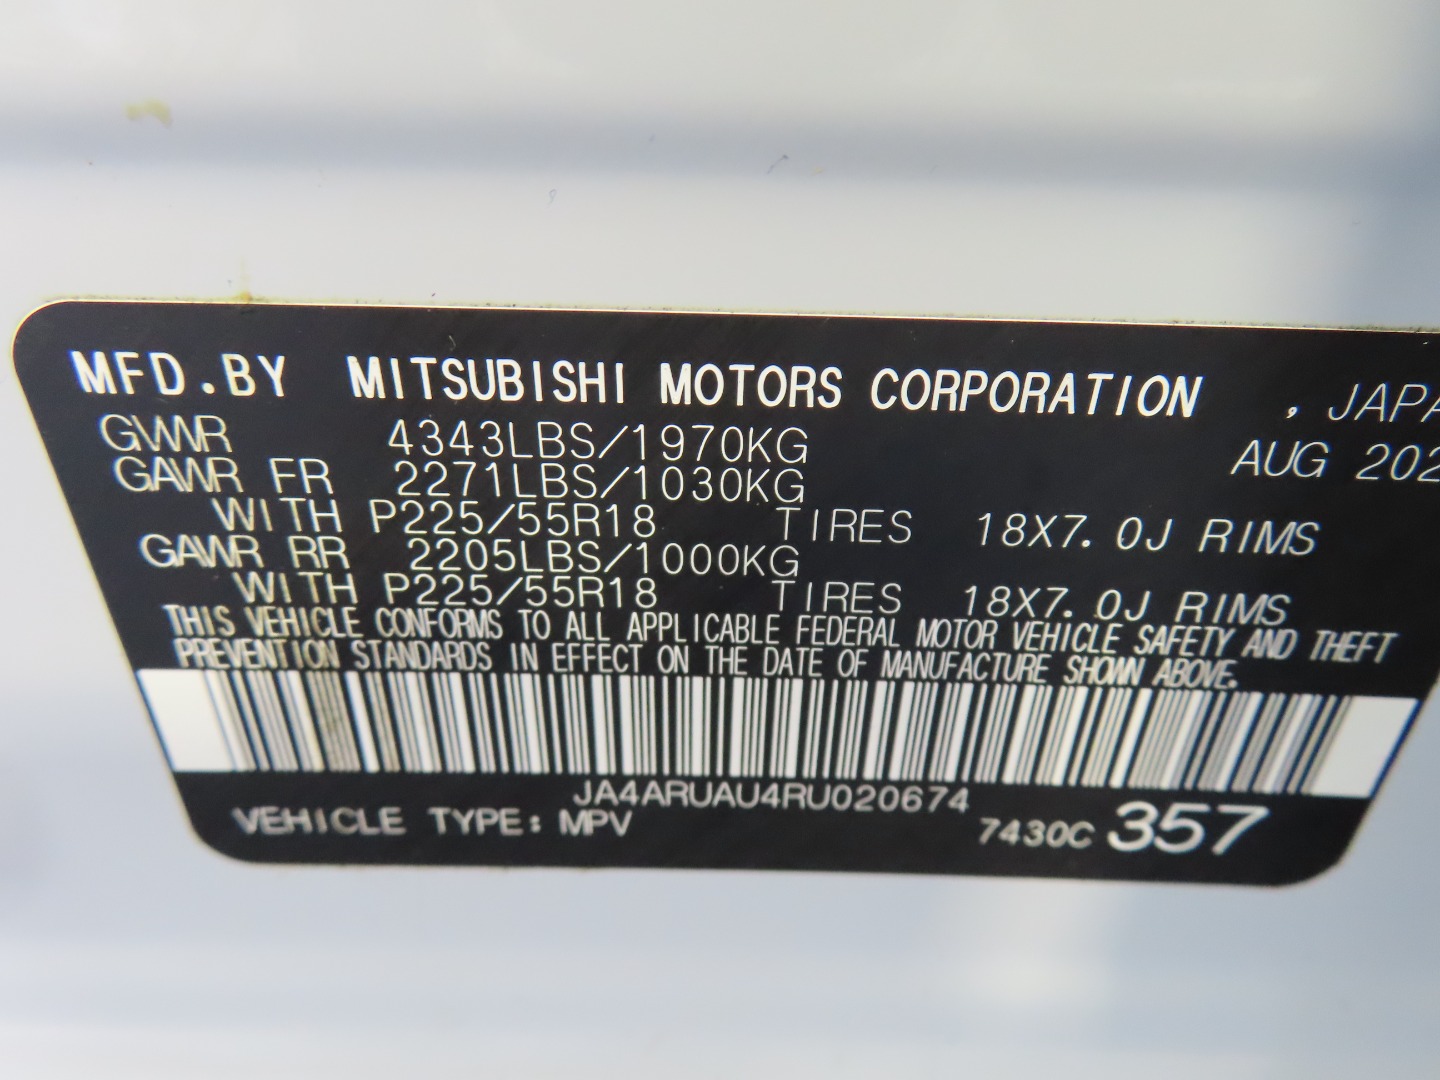 MFD.BY MITSUBISHI MOTORS CORPORATION , JAPA
GVWR 4343LBS/1970KG AUG 202
GAWR FR 2271LBS/1030KG
WITH P225/55R18 TIRES 18X7.0J RIMS
GAWR RR 2205LBS/1000KG
WITH P225/55R18 TIRES 18X7.0J RIMS
THIS VEHICLE CONFORMS TO ALL APPLICABLE FEDERAL MOTOR VEHICLE SAFETY AND THEFT
PREVENTION STANDARDS IN EFFECT ON THE DATE OF MANUFACTURE SHOWN ABOVE.
JA4ARUAU4RU020674
VEHICLE TYPE: MPV 7430C 357